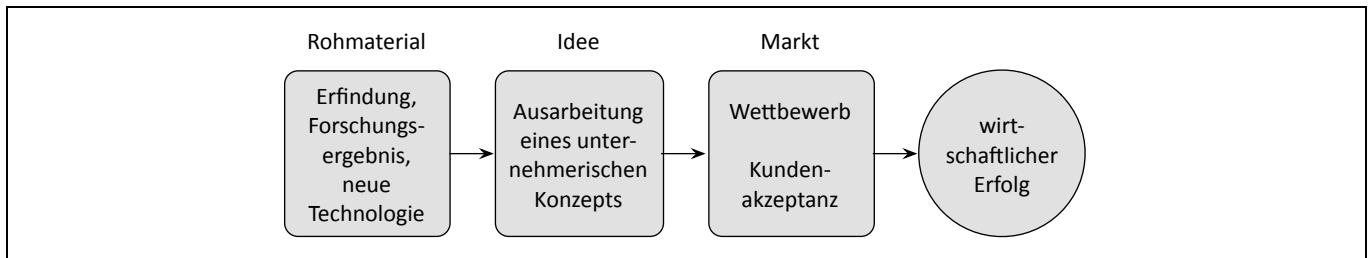 Rohmaterial
Erfindung,
Forschungs-
ergebnis,
neue
Technologie
Idee
Ausarbeitung
eines unter-
nehmerischen
Konzepts
Markt
Wettbewerb
Kunden-
akzeptanz
wirt-
schaftlicher
Erfolg